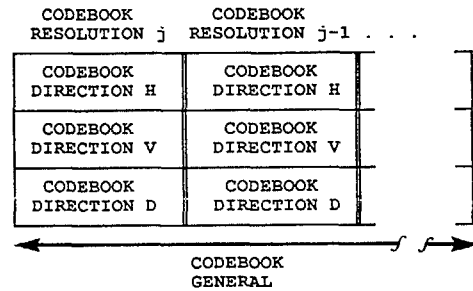 CODEBOOK CODEBOOK
RESOLUTION j RESOLUTION j-1 . . .
CODEBOOK CODEBOOK
DIRECTION H DIRECTION H
CODEBOOK CODEBOOK
DIRECTION V DIRECTION V
CODEBOOK CODEBOOK
DIRECTION D DIRECTION D
CODEBOOK
GENERAL